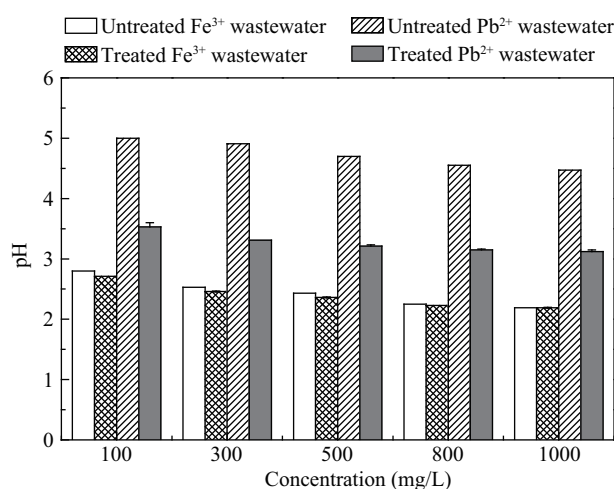 Untreated Fe³⁺ wastewater Untreated Pb²⁺ wastewater
Treated Fe³⁺ wastewater Treated Pb²⁺ wastewater
6
5
4
3
2
1
0
pH
100 300 500 800 1000
Concentration (mg/L)